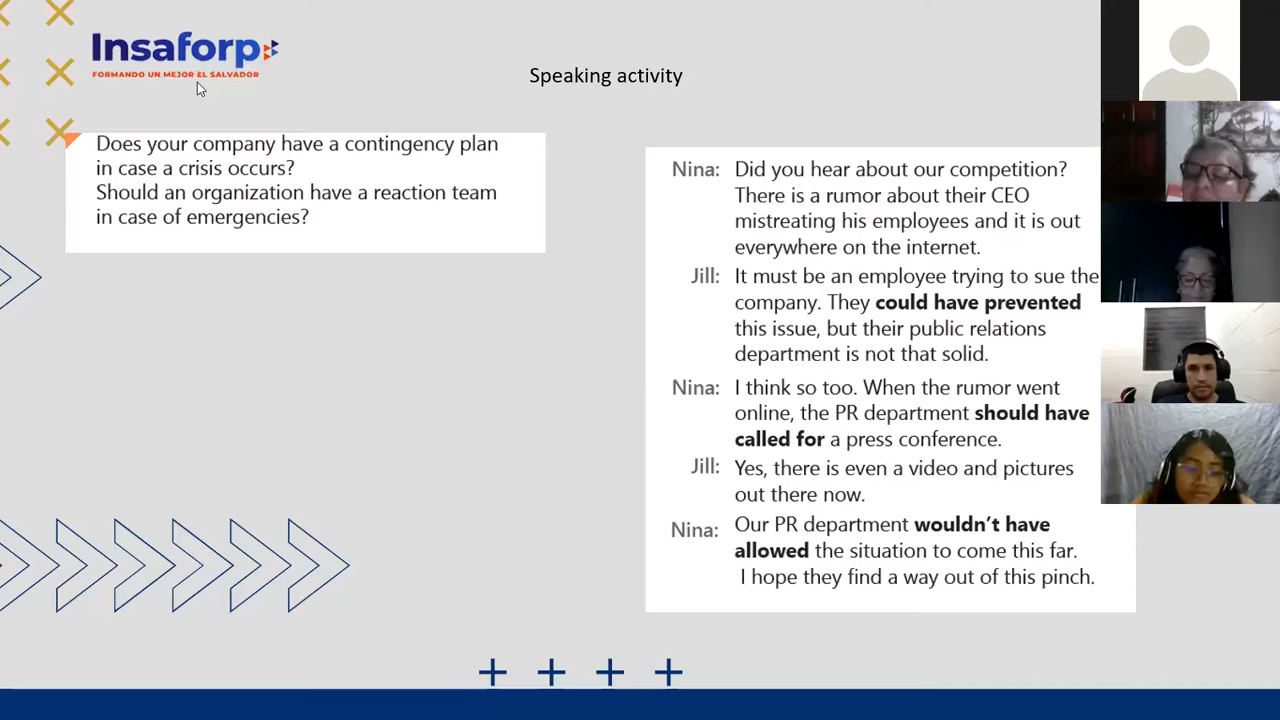 Insaforp
FORMANDO UN MEJOR EL SALVADOR
Speaking activity
Does your company have a contingency plan
in case a crisis occurs?
Should an organization have a reaction team
in case of emergencies?
Nina: Did you hear about our competition?
There is a rumor about their CEO
mistreating his employees and it is out
everywhere on the internet.
Jill: It must be an employee trying to sue the
company. They could have prevented
this issue, but their public relations
department is not that solid.
Nina: I think so too. When the rumor went
online, the PR department should have
called for a press conference.
Jill: Yes, there is even a video and pictures
out there now.
Nina: Our PR department wouldn't have
allowed the situation to come this far.
I hope they find a way out of this pinch.